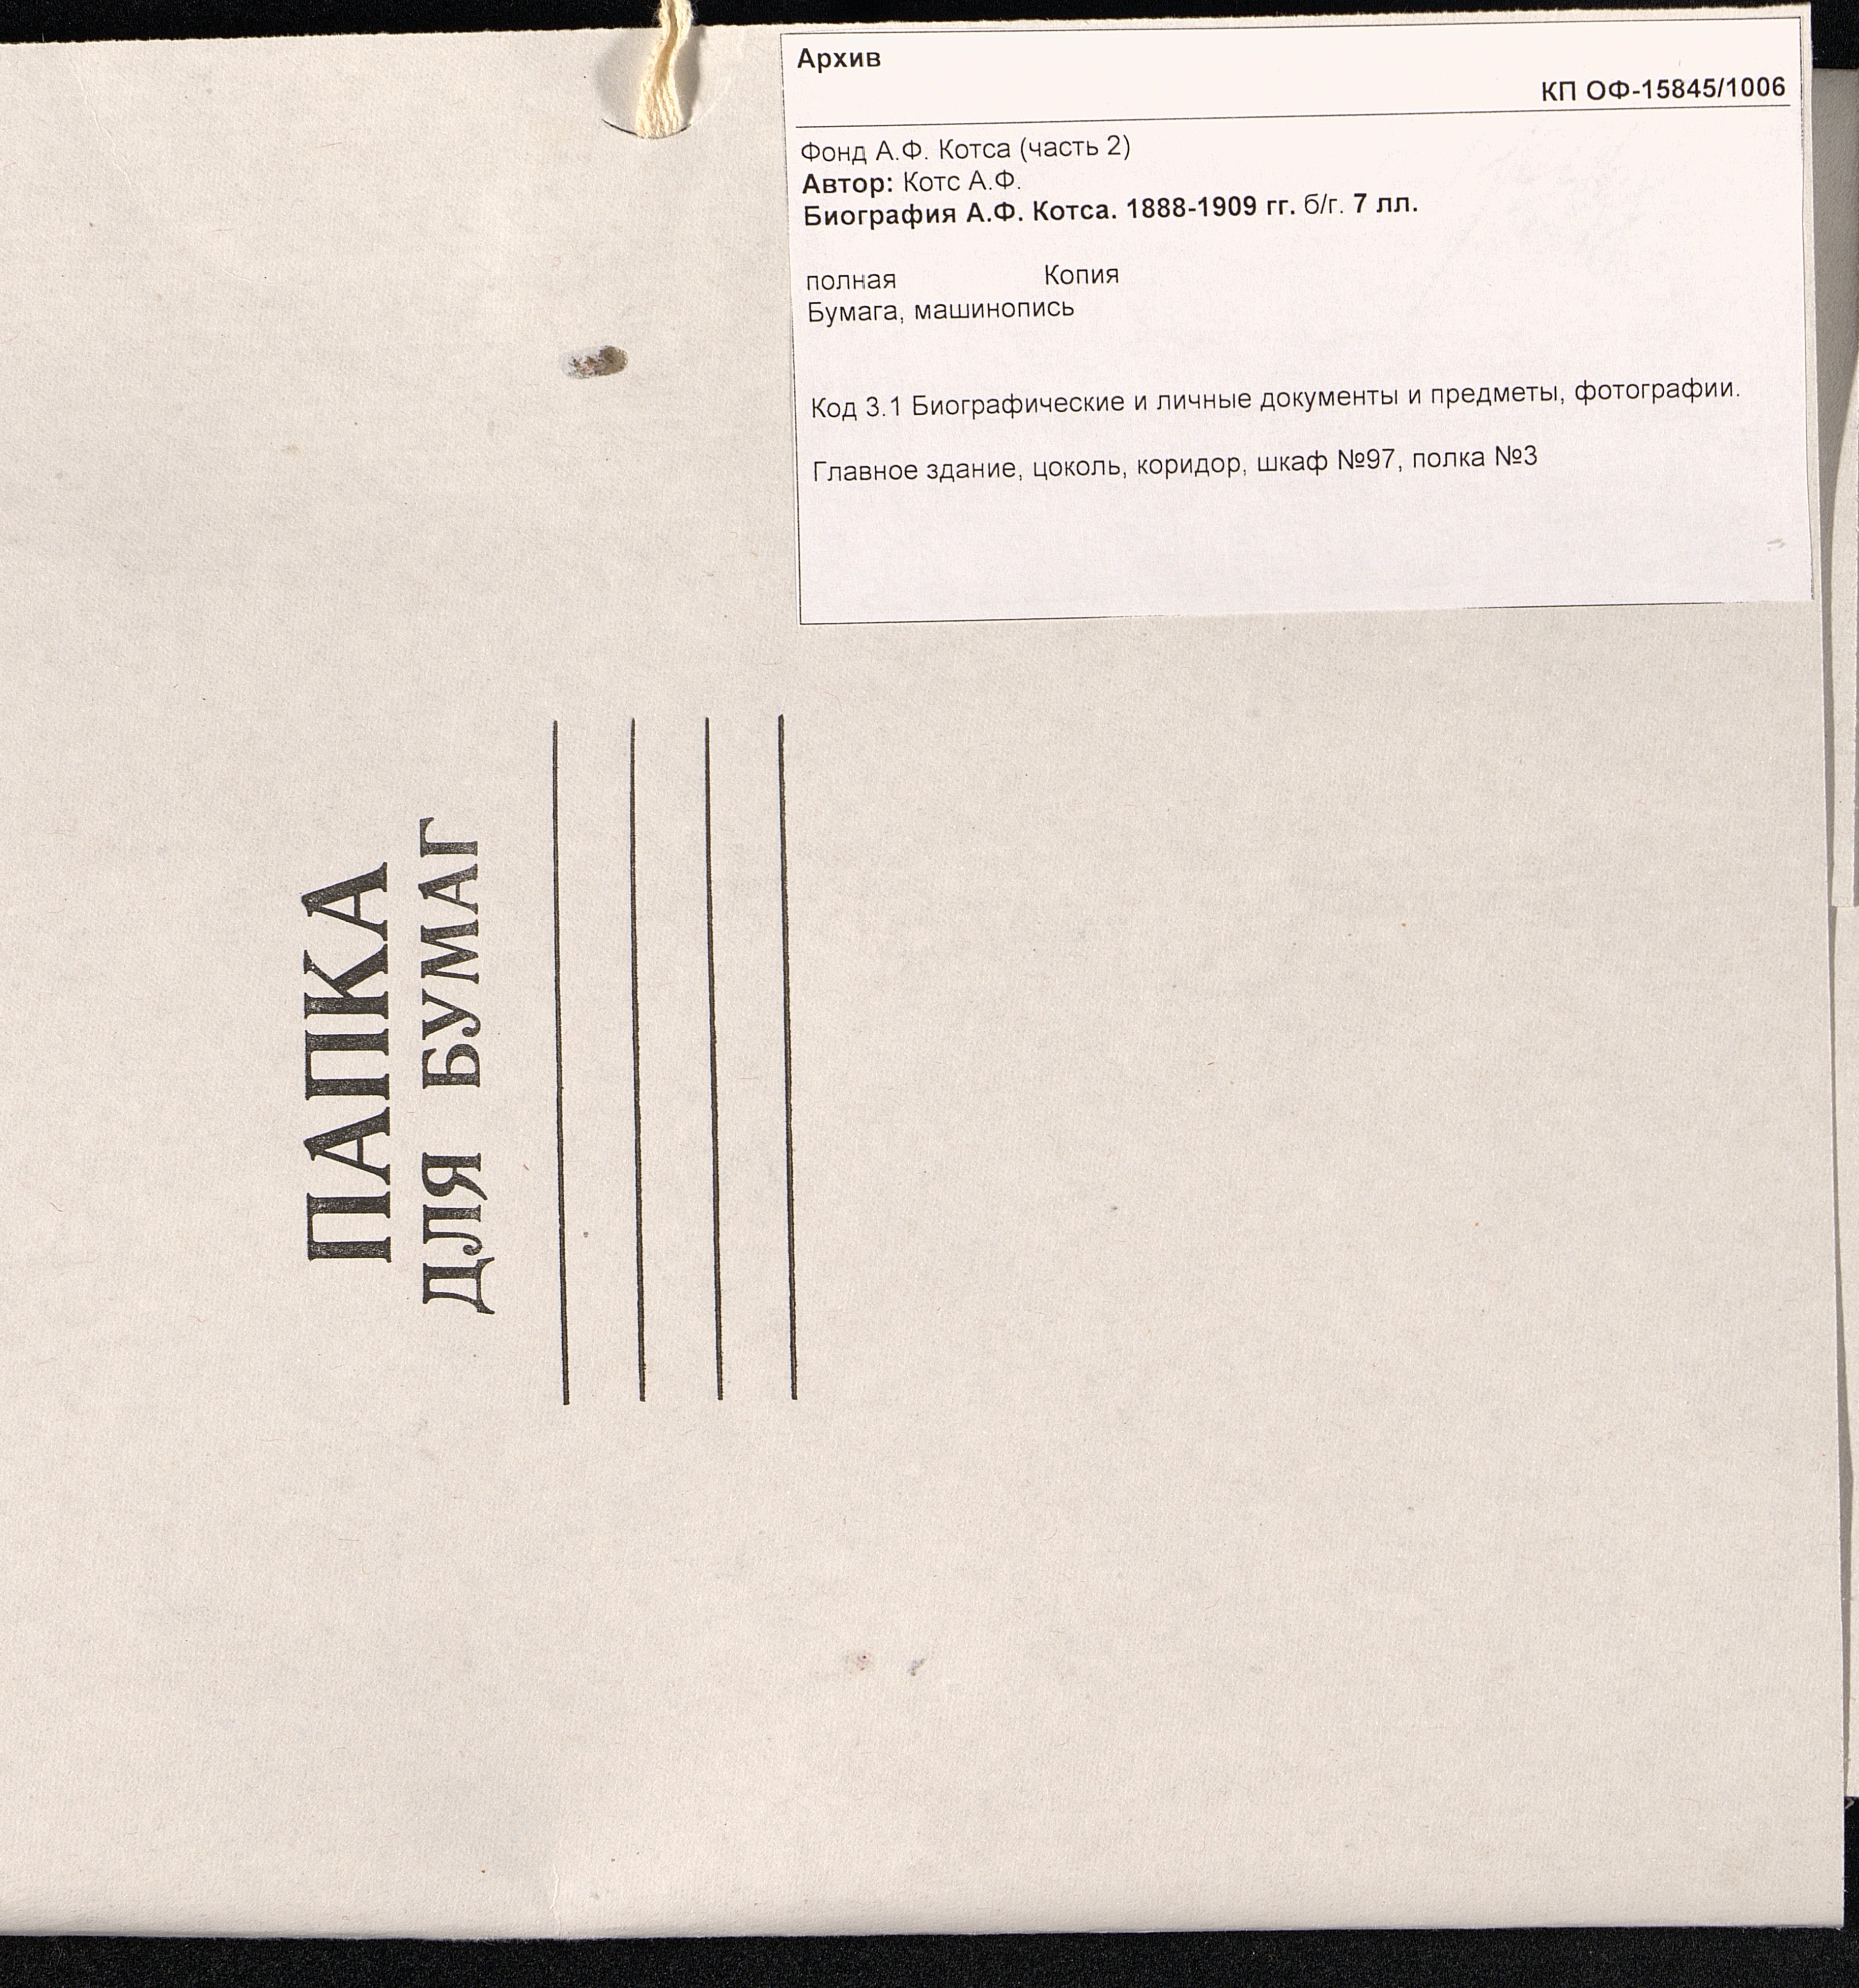 Архив
КП ОФ-15845/1006
Фонд А.Ф. Котса (часть 2)
Автор: Котс А.Ф.
Биография А.Ф. Котса. 1888-1909 гг. б/г. 7 лл.
полная Копия
Бумага, машинопись
Код 3.1 Биографические и личные документы и предметы, фотографии.
Главное здание, цоколь, коридор, шкаф №97, полка №3
ПАПКА
ДЛЯ БУМАГ